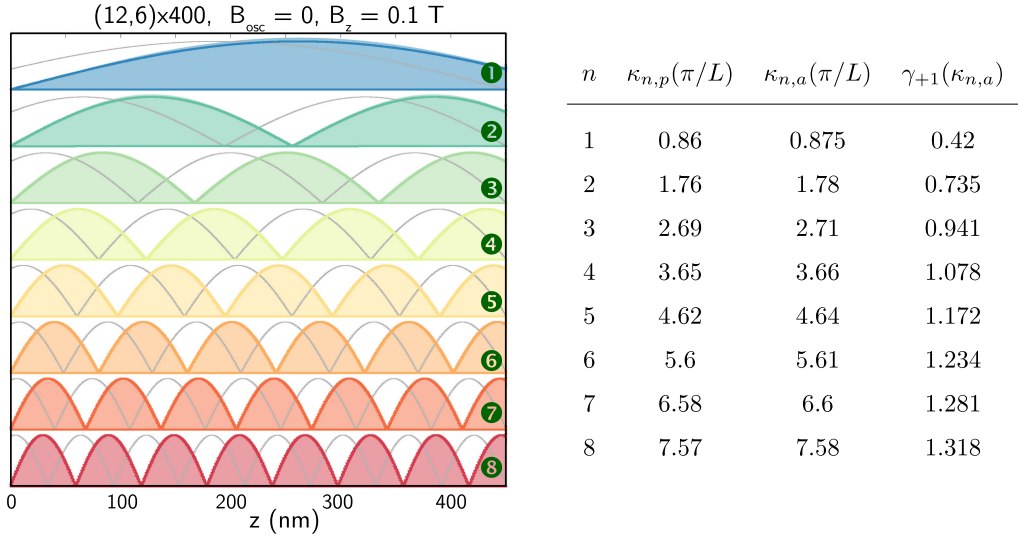 (12,6)×400, B_osc = 0, B_z = 0.1 T
1
2
3
4
5
6
7
8
0 100 200 300 400
z (nm)
n κ_{n,p}(π/L) κ_{n,a}(π/L) γ_{+1}(κ_{n,a})
1 0.86 0.875 0.42
2 1.76 1.78 0.735
3 2.69 2.71 0.941
4 3.65 3.66 1.078
5 4.62 4.64 1.172
6 5.6 5.61 1.234
7 6.58 6.6 1.281
8 7.57 7.58 1.318